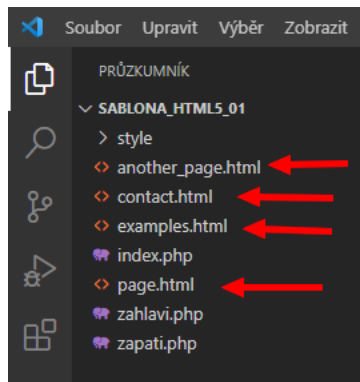 Soubor Upravit Výběr Zobrazit
PRŮZKUMNÍK
SABLONA_HTML5_01
style
another_page.html
contact.html
examples.html
index.php
page.html
zahlavi.php
zapati.php